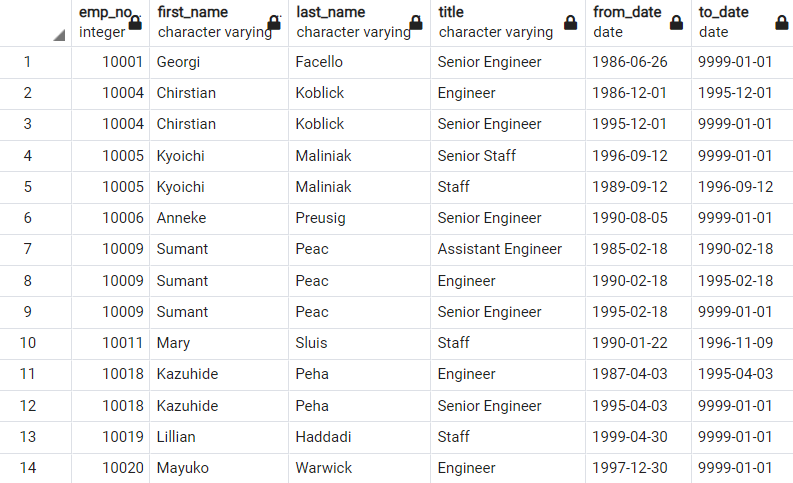 emp_no first_name last_name title from_date to_date
integer character varying character varying character varying date date
1 10001 Georgi Facello Senior Engineer 1986-06-26 9999-01-01
2 10004 Chirstian Koblick Engineer 1986-12-01 1995-12-01
3 10004 Chirstian Koblick Senior Engineer 1995-12-01 9999-01-01
4 10005 Kyoichi Maliniak Senior Staff 1996-09-12 9999-01-01
5 10005 Kyoichi Maliniak Staff 1989-09-12 1996-09-12
6 10006 Anneke Preusig Senior Engineer 1990-08-05 9999-01-01
7 10009 Sumant Peac Assistant Engineer 1985-02-18 1990-02-18
8 10009 Sumant Peac Engineer 1990-02-18 1995-02-18
9 10009 Sumant Peac Senior Engineer 1995-02-18 9999-01-01
10 10011 Mary Sluis Staff 1990-01-22 1996-11-09
11 10018 Kazuhide Peha Engineer 1987-04-03 1995-04-03
12 10018 Kazuhide Peha Senior Engineer 1995-04-03 9999-01-01
13 10019 Lillian Haddadi Staff 1999-04-30 9999-01-01
14 10020 Mayuko Warwick Engineer 1997-12-30 9999-01-01